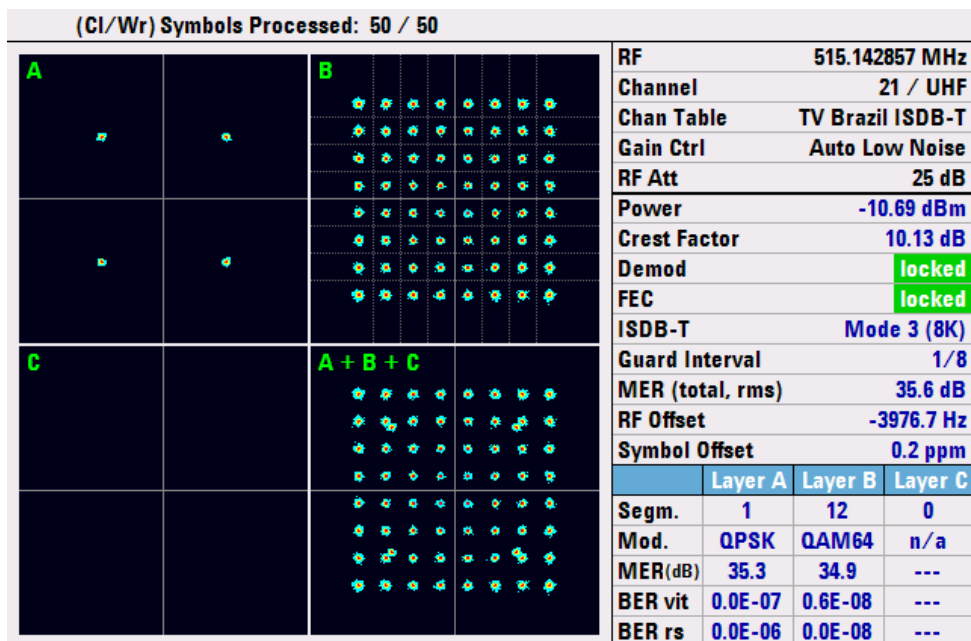 (Cl/Wr) Symbols Processed: 50 / 50
A
B
C
A + B + C
RF 515.142857 MHz
Channel 21 / UHF
Chan Table TV Brazil ISDB-T
Gain Ctrl Auto Low Noise
RF Att 25 dB
Power -10.69 dBm
Crest Factor 10.13 dB
Demod locked
FEC locked
ISDB-T Mode 3 (8K)
Guard Interval 1/8
MER (total, rms) 35.6 dB
RF Offset -3976.7 Hz
Symbol Offset 0.2 ppm
Layer A Layer B Layer C
Segm. 1 12 0
Mod. QPSK QAM64 n/a
MER(dB) 35.3 34.9 ---
BER vit 0.0E-07 0.6E-08 ---
BER rs 0.0E-06 0.0E-08 ---